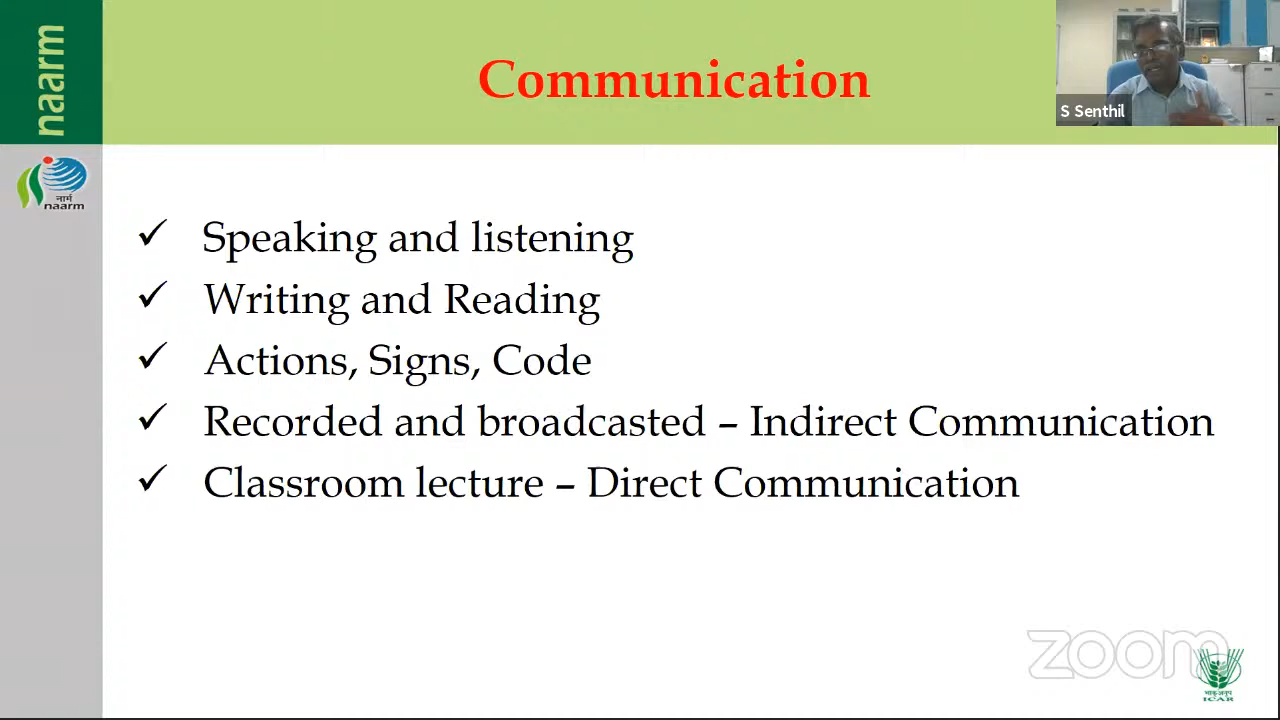 naarm
Communication
S Senthil
नार्म
naarm
✓ Speaking and listening
✓ Writing and Reading
✓ Actions, Signs, Code
✓ Recorded and broadcasted – Indirect Communication
✓ Classroom lecture – Direct Communication
zoom
भाकृअनुप
ICAR